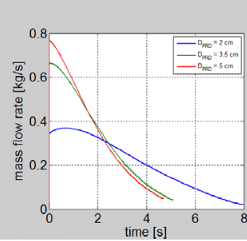 0.8
0.6
0.4
0.2
0
0
2
4
6
8
mass flow rate [kg/s]
time [s]
D_PRD = 2 cm
D_PRD = 3.5 cm
D_PRD = 5 cm